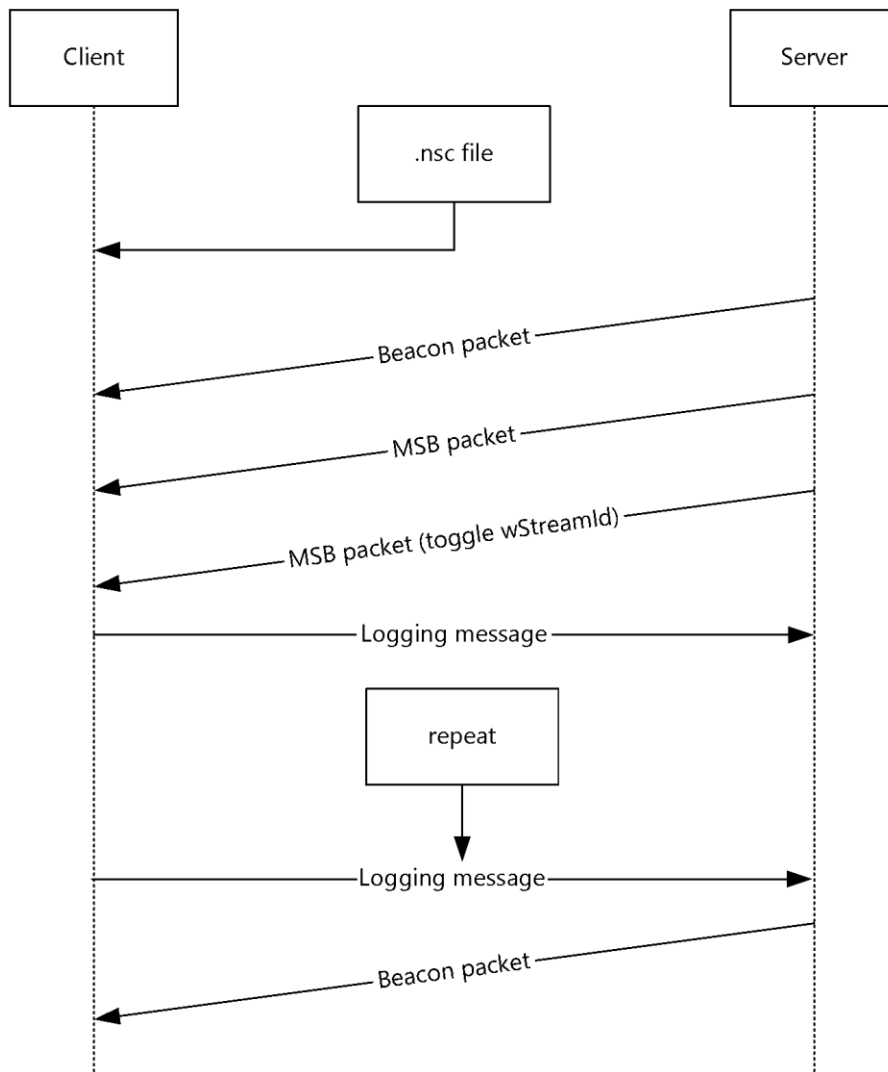 Client
Server
.nsc file
Beacon packet
MSB packet
MSB packet (toggle wStreamId)
Logging message
repeat
Logging message
Beacon packet